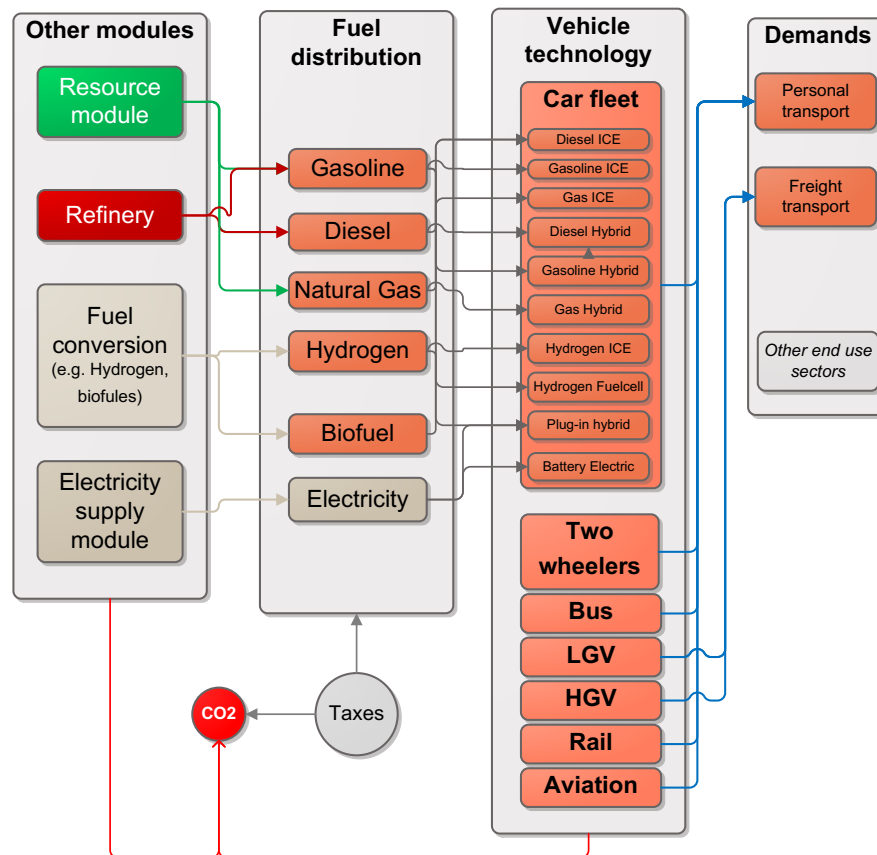 Other modules
Resource
module
Refinery
Fuel
conversion
(e.g. Hydrogen,
biofules)
Electricity
supply
module
Fuel
distribution
Gasoline
Diesel
Natural Gas
Hydrogen
Biofuel
Electricity
Taxes
CO2
Vehicle
technology
Car fleet
Diesel ICE
Gasoline ICE
Gas ICE
Diesel Hybrid
Gasoline Hybrid
Gas Hybrid
Hydrogen ICE
Hydrogen Fuelcell
Plug-in hybrid
Battery Electric
Two
wheelers
Bus
LGV
HGV
Rail
Aviation
Demands
Personal
transport
Freight
transport
Other end use
sectors